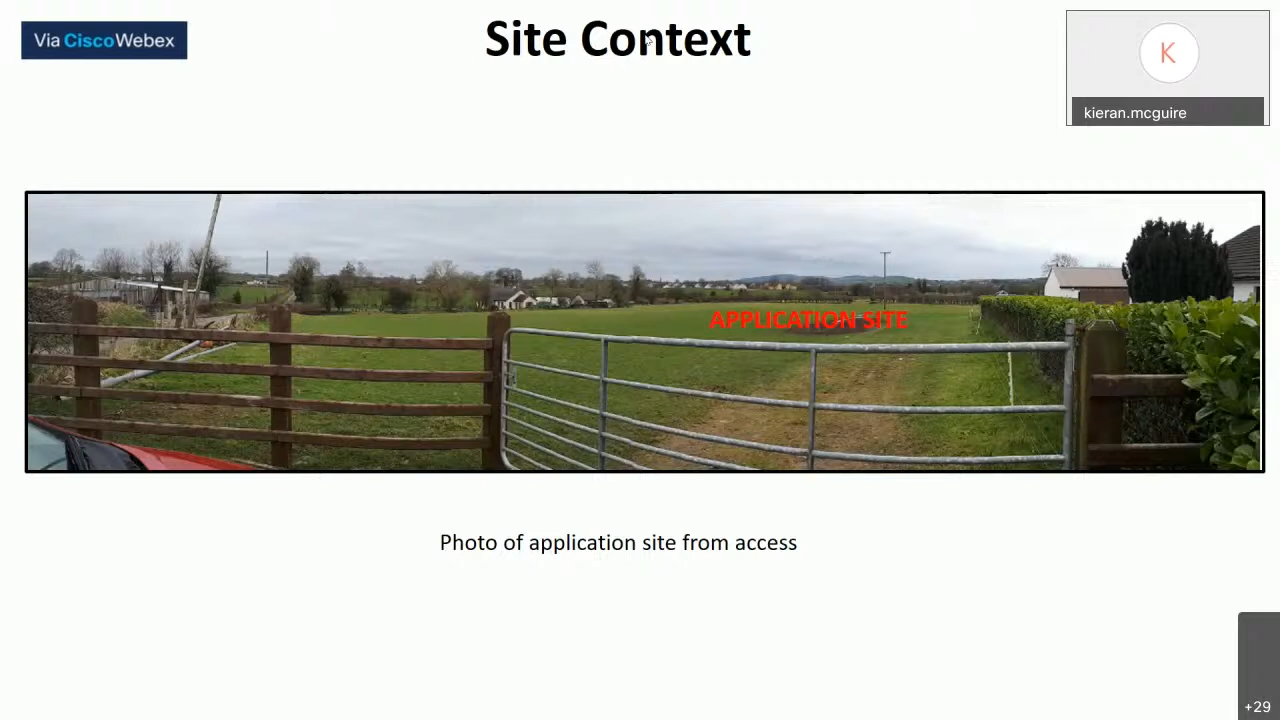 Via CiscoWebex
Site Context
K
kieran.mcguire
APPLICATION SITE
Photo of application site from access
+29